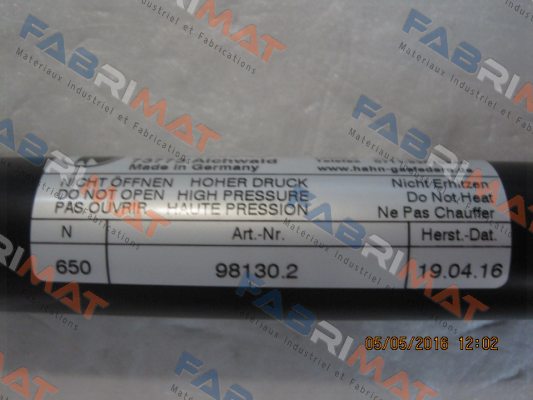 73773 Aichwald
Made in Germany
Telefax
www.hahn-gasfedern.de
NICHT ÖFFNEN HOHER DRUCK Nicht Erhitzen
DO NOT OPEN HIGH PRESSURE Do Not Heat
PAS OUVRIR HAUTE PRESSION Ne Pas Chauffer
N Art.-Nr. Herst.-Dat.
650 98130.2 19.04.16
05/05/2016 12:02
FABRIMAT
Materiaux Industriel et Fabrications